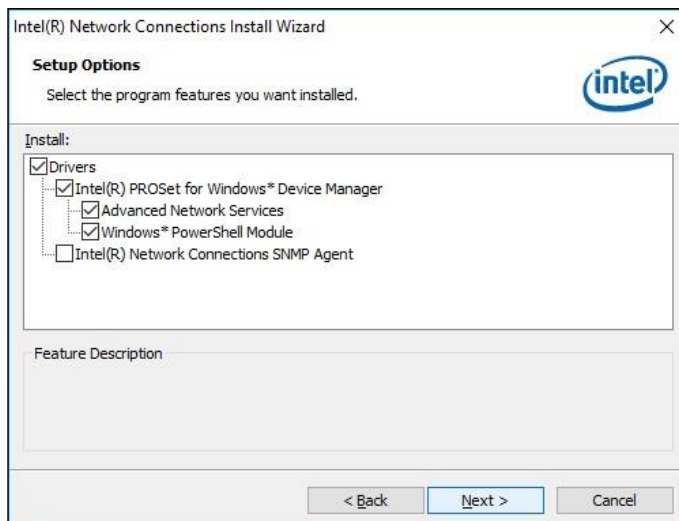 Intel(R) Network Connections Install Wizard
Setup Options
Select the program features you want installed.
intel
Install:
Drivers
Intel(R) PROSet for Windows* Device Manager
Advanced Network Services
Windows* PowerShell Module
Intel(R) Network Connections SNMP Agent
Feature Description
< Back Next > Cancel